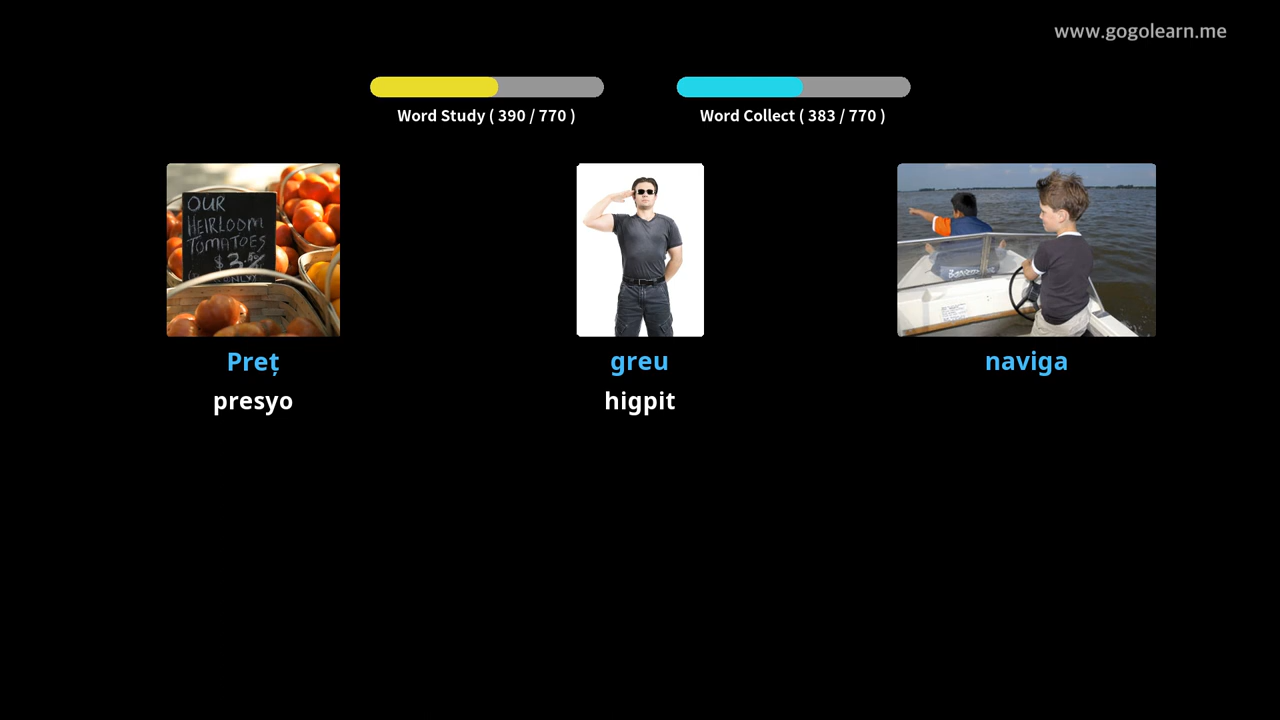 www.gogolearn.me
Word Study ( 390 / 770 )
Word Collect ( 383 / 770 )
OUR
HEIRLOOM
TOMATOES
Preț
greu
naviga
presyo
higpit